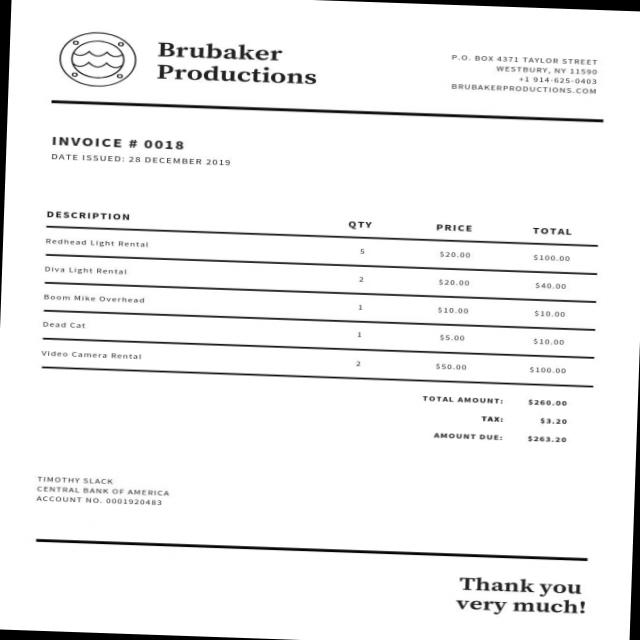 Brubaker
Productions
P.O. BOX 4371 TAYLOR STREET
WESTBURY, NY 11590
+1 914-625-0403
BRUBAKERPRODUCTIONS.COM
INVOICE # 0018
DATE ISSUED: 28 DECEMBER 2019
DESCRIPTION QTY PRICE TOTAL
Redhead Light Rental 5 $20.00 $100.00
Diva Light Rental 2 $20.00 $40.00
Boom Mike Overhead 1 $10.00 $10.00
Dead Cat 1 $5.00 $10.00
Video Camera Rental 2 $50.00 $100.00
TOTAL AMOUNT: $260.00
TAX: $3.20
AMOUNT DUE: $263.20
TIMOTHY SLACK
CENTRAL BANK OF AMERICA
ACCOUNT NO. 0001920483
Thank you
very much!